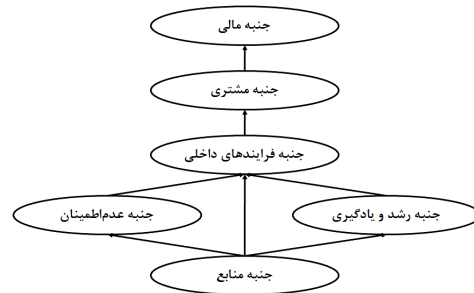 جنبه مالی
جنبه مشتری
جنبه فرایندهای داخلی
جنبه رشد و یادگیری
جنبه عدم‌اطمینان
جنبه منابع